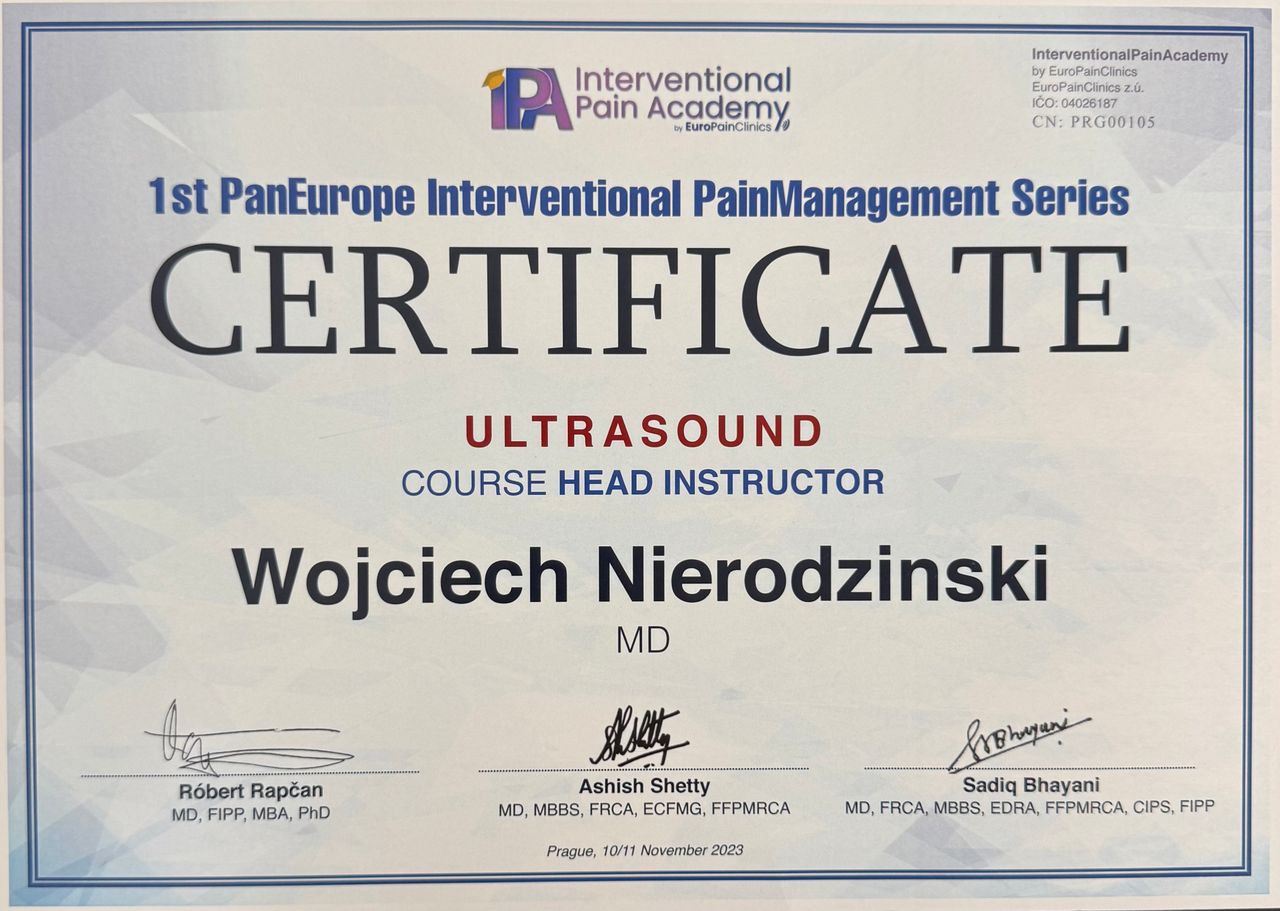 IPA Interventional
Pain Academy
by EuroPainClinics
InterventionalPainAcademy
by EuroPainClinics
EuroPainClinics z.ú.
IČO: 04026187
CN: PRG00105
1st PanEurope Interventional PainManagement Series
CERTIFICATE
ULTRASOUND
COURSE HEAD INSTRUCTOR
Wojciech Nierodzinski
MD
Róbert Rapčan
MD, FIPP, MBA, PhD
Ashish Shetty
MD, MBBS, FRCA, ECFMG, FFPMRCA
Sadiq Bhayani
MD, FRCA, MBBS, EDRA, FFPMRCA, CIPS, FIPP
Prague, 10/11 November 2023